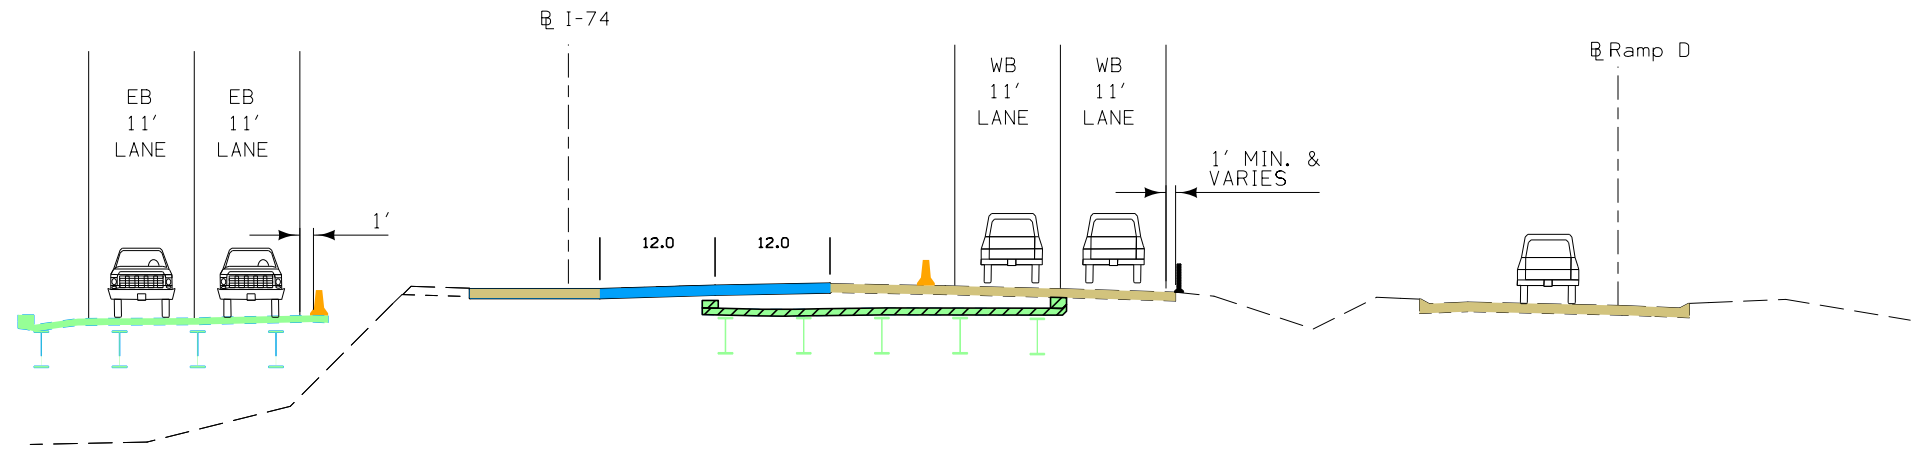 ℄ I-74
℄ Ramp D
EB
11'
LANE
EB
11'
LANE
WB
11'
LANE
WB
11'
LANE
1' MIN. &
VARIES
1'
12.0
12.0